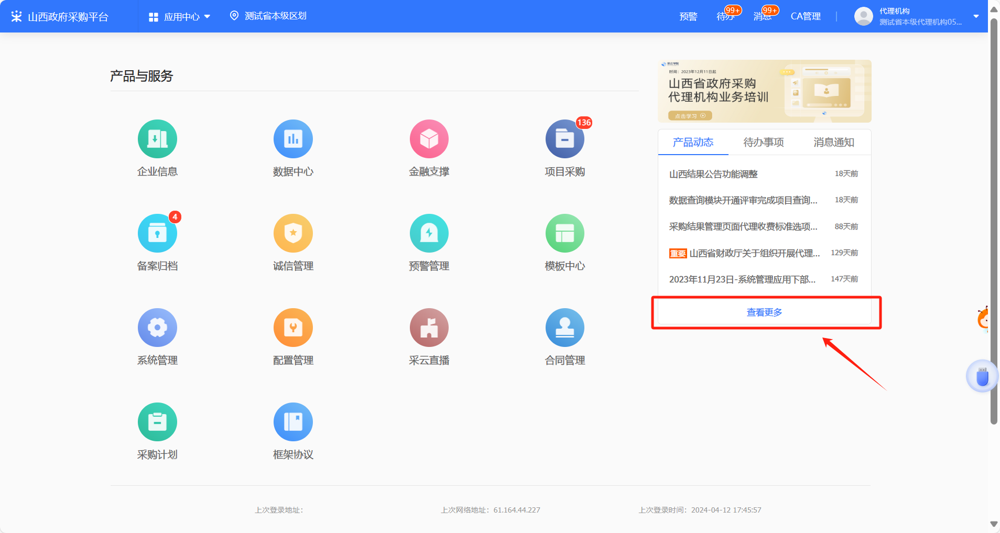 山西政府采购平台
应用中心
测试省本级区划
预警
待办
99+
消息
99+
CA管理
代理机构
测试省本级代理机构05...
产品与服务
企业信息
数据中心
金融支撑
136
项目采购
4
备案归档
诚信管理
预警管理
模板中心
系统管理
配置管理
采云直播
合同管理
采购计划
框架协议
采云学院
时间：2023年12月11日起
山西省政府采购
代理机构业务培训
点击学习
产品动态
待办事项
消息通知
山西结果公告功能调整
18天前
数据查询模块开通评审完成项目查询...
18天前
采购结果管理页面代理收费标准选项...
88天前
重要 山西省财政厅关于组织开展代理...
129天前
2023年11月23日-系统管理应用下部...
147天前
查看更多
上次登录地址：
上次网络地址：61.164.44.227
上次登录时间：2024-04-12 17:45:57